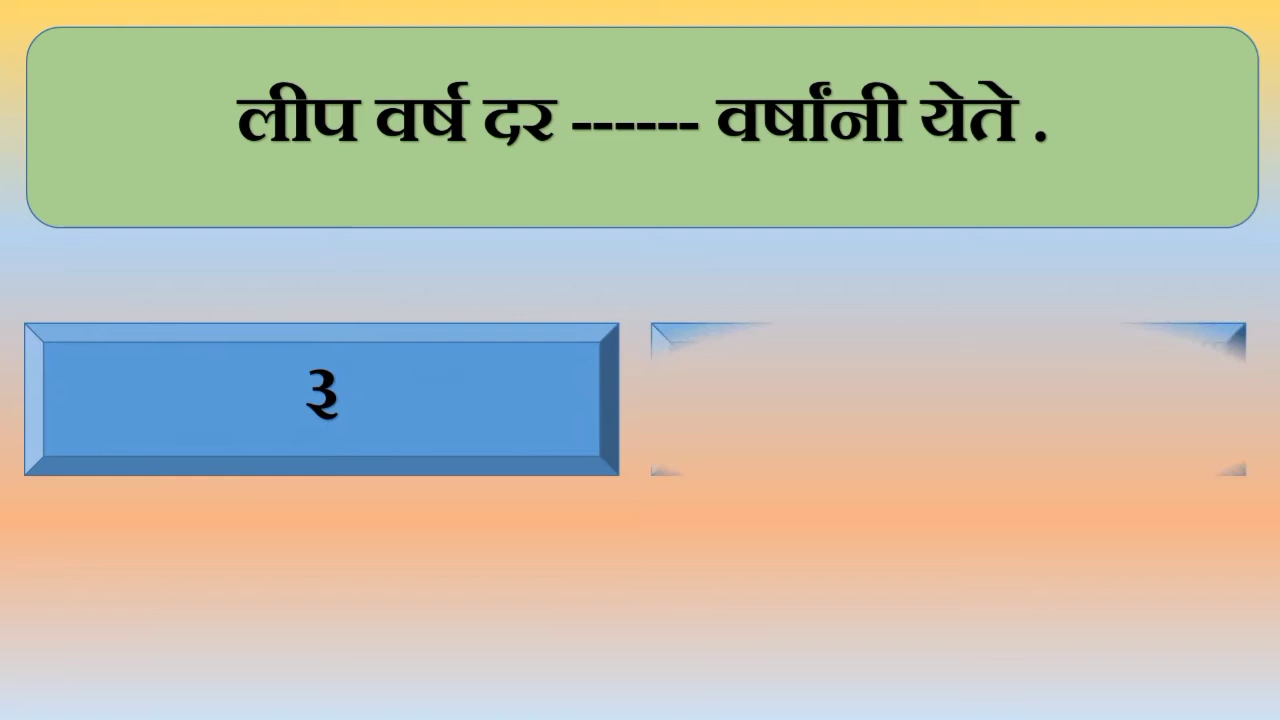 लीप वर्ष दर ------ वर्षांनी येते .
३